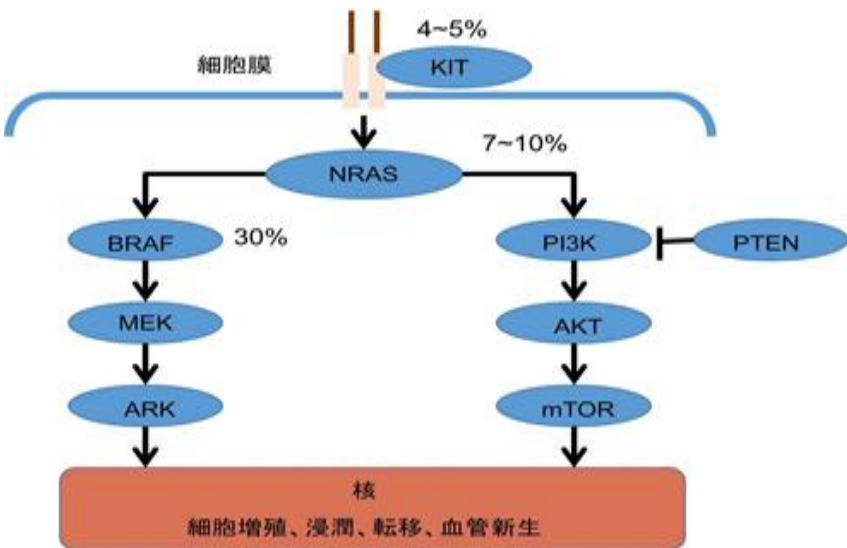 4~5%
細胞膜
KIT
7~10%
NRAS
BRAF
30%
PI3K
PTEN
MEK
AKT
ARK
mTOR
核
細胞増殖、浸潤、転移、血管新生